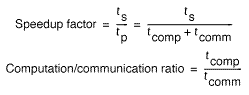 Speedup factor = t_s / t_p = t_s / (t_comp + t_comm)
Computation/communication ratio = t_comp / t_comm